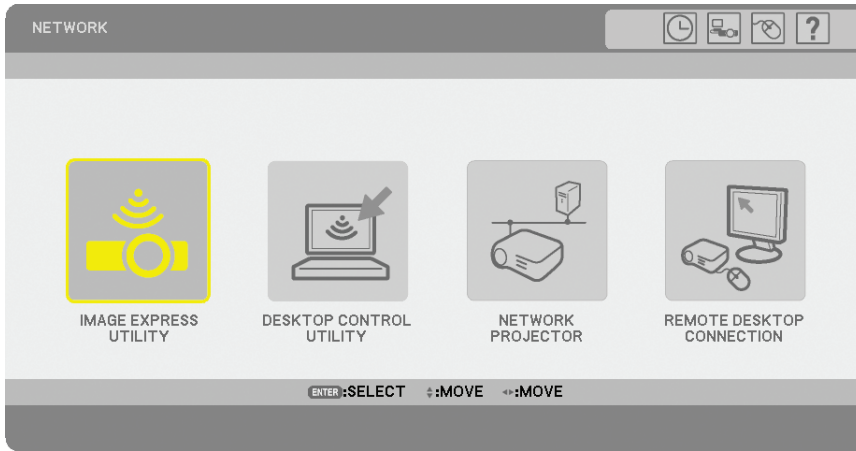 NETWORK
?
IMAGE EXPRESS
UTILITY
DESKTOP CONTROL
UTILITY
NETWORK
PROJECTOR
REMOTE DESKTOP
CONNECTION
ENTER:SELECT :MOVE :MOVE